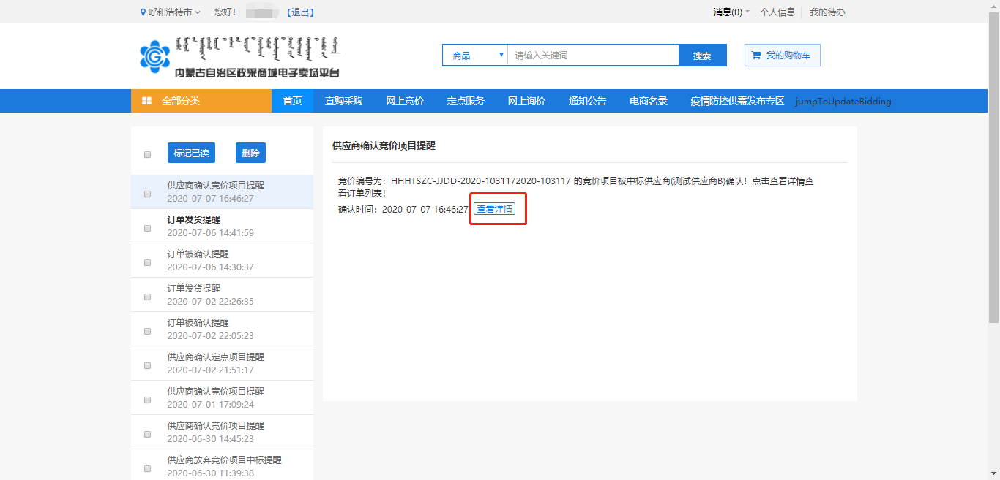 呼和浩特市 您好！ 【退出】 消息(0) 个人信息 我的待办
内蒙古自治区政采商城电子卖场平台
商品 请输入关键词 搜索 我的购物车
全部分类 首页 直购采购 网上竞价 定点服务 网上询价 通知公告 电商名录 疫情防控供需发布专区 jumpToUpdateBidding
标记已读 删除
供应商确认竞价项目提醒
2020-07-07 16:46:27
订单发货提醒
2020-07-06 14:41:59
订单被确认提醒
2020-07-06 14:30:37
订单发货提醒
2020-07-02 22:26:35
订单被确认提醒
2020-07-02 22:05:23
供应商确认定点项目提醒
2020-07-02 21:51:17
供应商确认竞价项目提醒
2020-07-01 17:09:24
供应商确认竞价项目提醒
2020-06-30 14:45:23
供应商放弃竞价项目中标提醒
2020-06-30 11:39:38
供应商确认竞价项目提醒
竞价编号为：HHHTSZC-JJDD-2020-1031172020-103117 的竞价项目被中标供应商(测试供应商B)确认！点击查看详情查
看订单列表！
确认时间：2020-07-07 16:46:27 查看详情